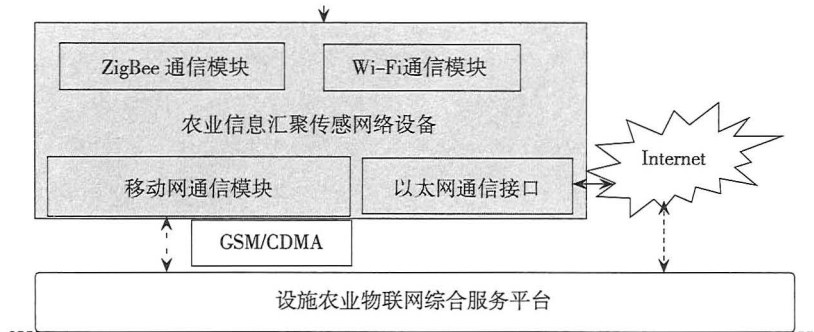 ZigBee 通信模块
Wi-Fi通信模块
农业信息汇聚传感网络设备
Internet
移动网通信模块
以太网通信接口
GSM/CDMA
设施农业物联网综合服务平台